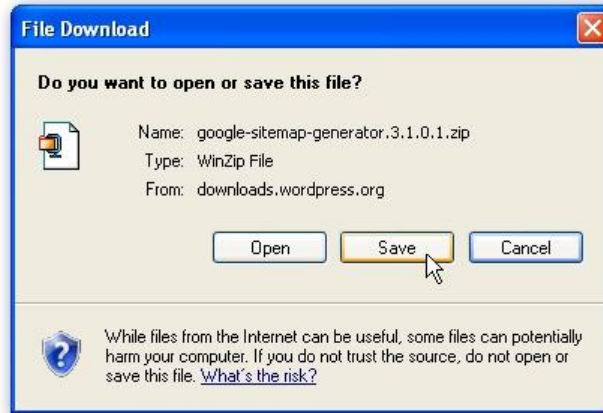 File Download
Do you want to open or save this file?
Name: google-sitemap-generator.3.1.0.1.zip
Type: WinZip File
From: downloads.wordpress.org
Open Save Cancel
While files from the Internet can be useful, some files can potentially
harm your computer. If you do not trust the source, do not open or
save this file. What's the risk?